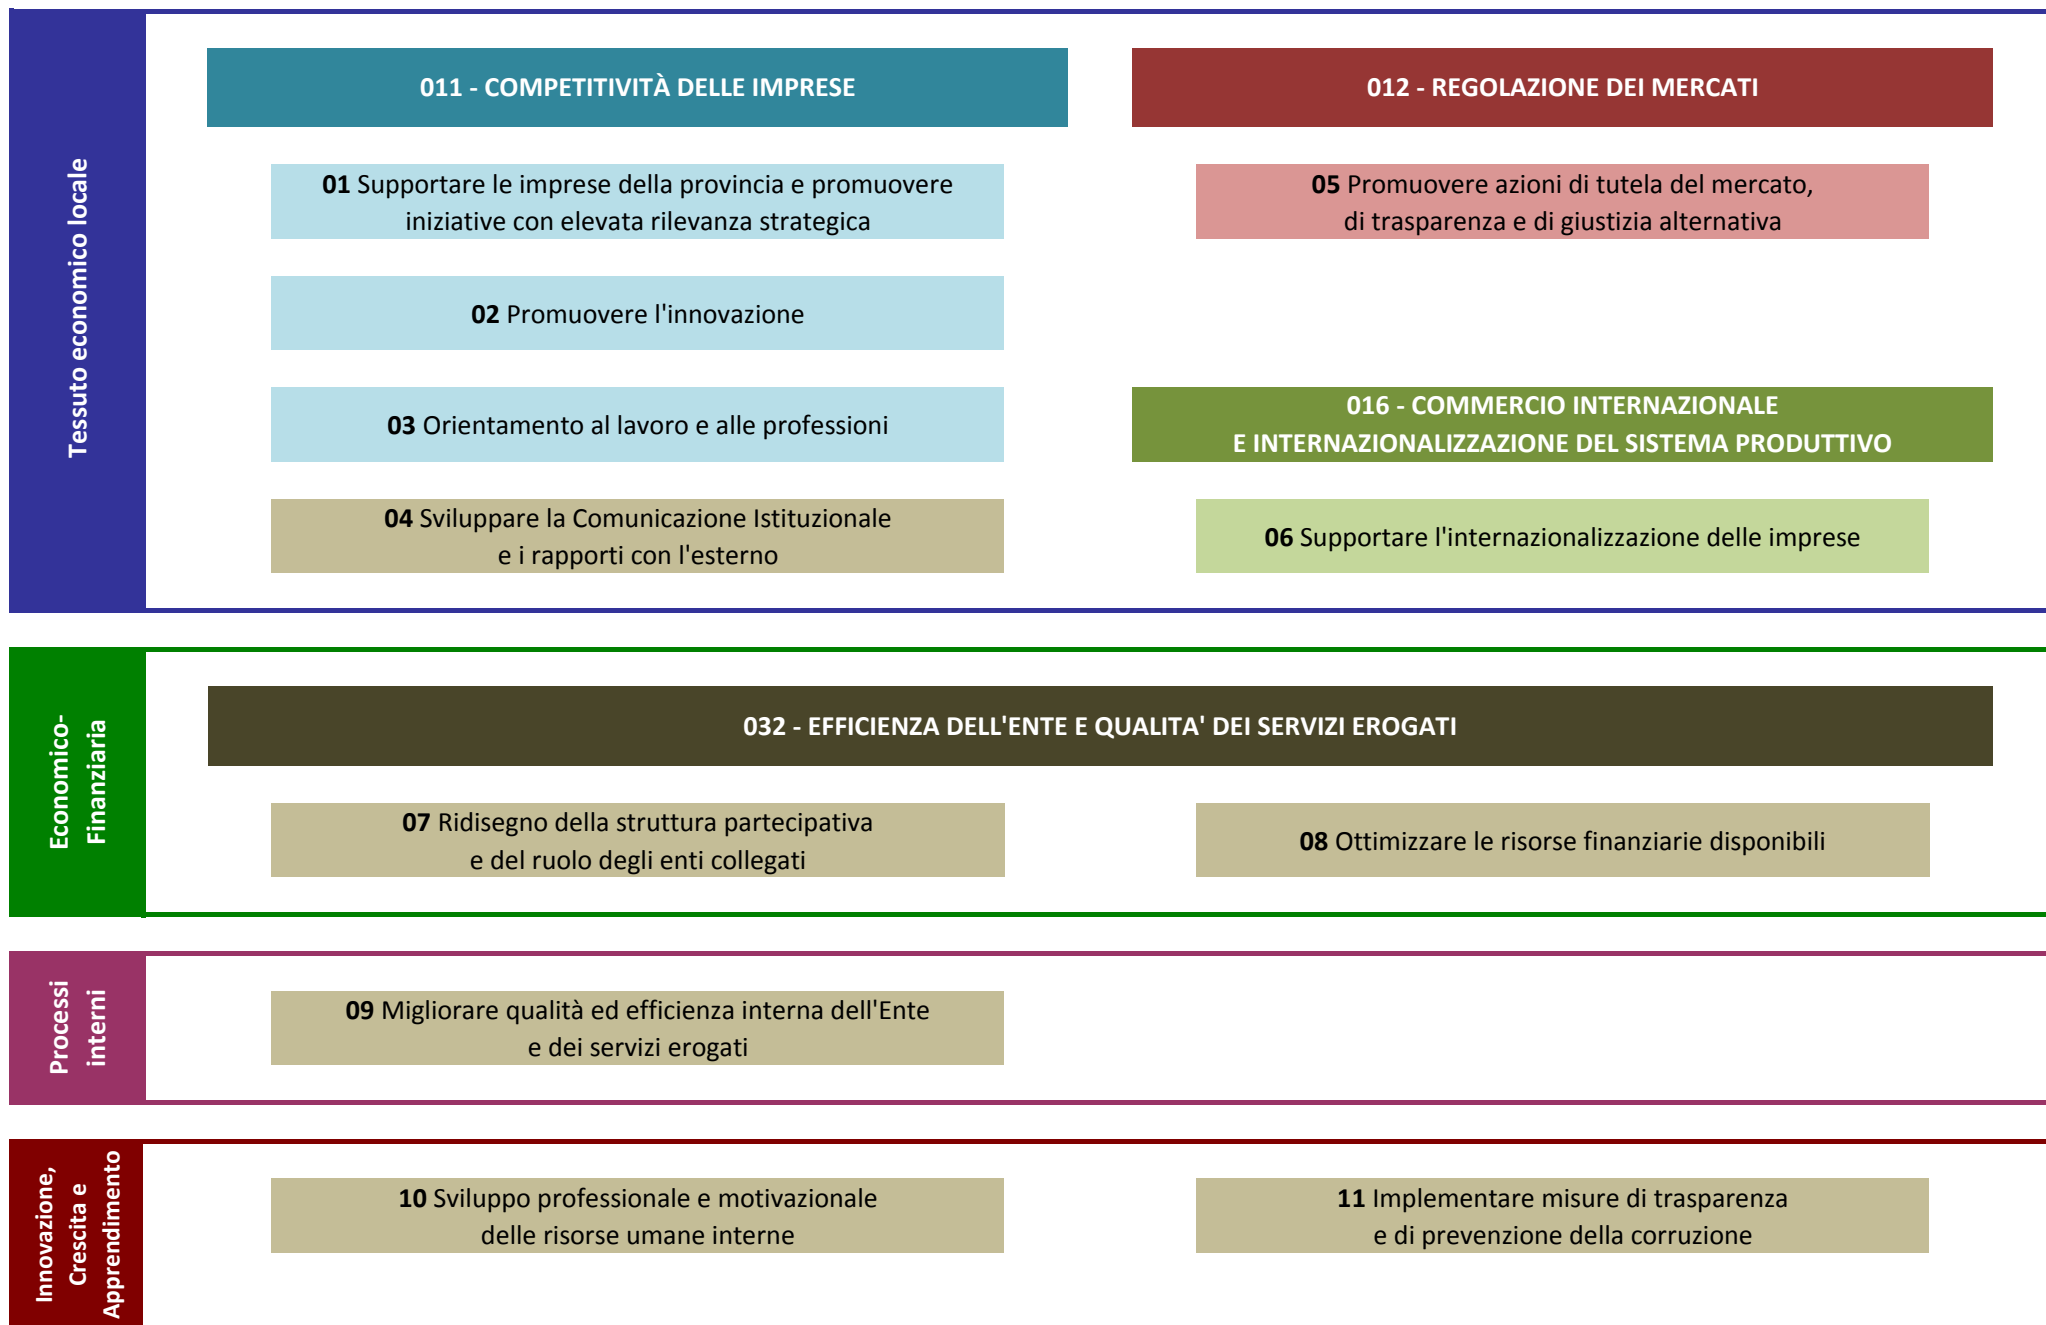 Tessuto economico locale
011 - COMPETITIVITÀ DELLE IMPRESE
01 Supportare le imprese della provincia e promuovere
iniziative con elevata rilevanza strategica
02 Promuovere l'innovazione
03 Orientamento al lavoro e alle professioni
04 Sviluppare la Comunicazione Istituzionale
e i rapporti con l'esterno
012 - REGOLAZIONE DEI MERCATI
05 Promuovere azioni di tutela del mercato,
di trasparenza e di giustizia alternativa
016 - COMMERCIO INTERNAZIONALE
E INTERNAZIONALIZZAZIONE DEL SISTEMA PRODUTTIVO
06 Supportare l'internazionalizzazione delle imprese
Economico-
Finanziaria
032 - EFFICIENZA DELL'ENTE E QUALITA' DEI SERVIZI EROGATI
07 Ridisegno della struttura partecipativa
e del ruolo degli enti collegati
08 Ottimizzare le risorse finanziarie disponibili
Processi
interni
09 Migliorare qualità ed efficienza interna dell'Ente
e dei servizi erogati
Innovazione,
Crescita e
Apprendimento
10 Sviluppo professionale e motivazionale
delle risorse umane interne
11 Implementare misure di trasparenza
e di prevenzione della corruzione